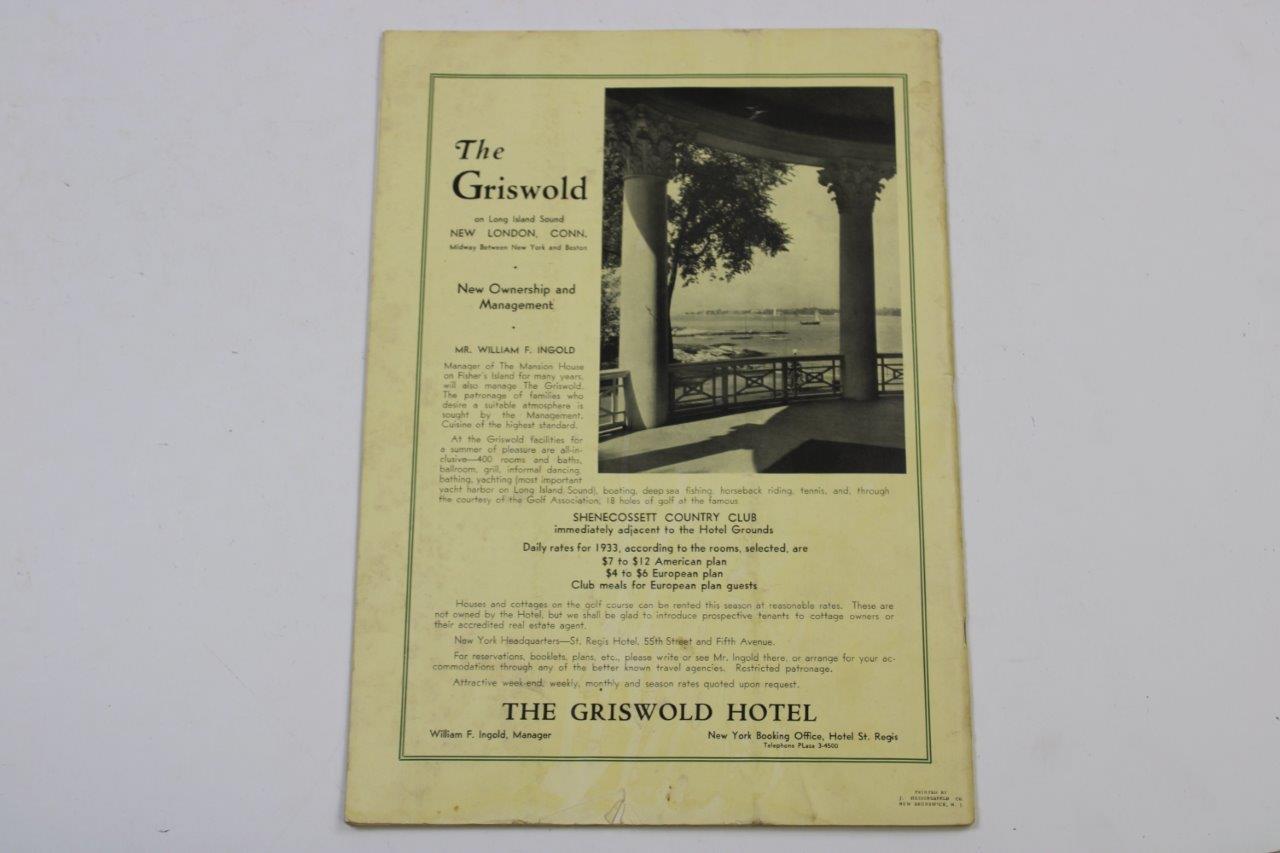 The
Griswold
on Long Island Sound
NEW LONDON, CONN.
Midway Between New York and Boston
New Ownership and
Management
MR. WILLIAM F. INGOLD
Manager of The Mansion House
on Fisher's Island for many years,
will also manage The Griswold.
The patronage of families who
desire a suitable atmosphere is
sought by the Management.
Cuisine of the highest standard.
At the Griswold facilities for
a summer of pleasure are all-in-
clusive—400 rooms and baths,
ballroom, grill, informal dancing,
bathing, yachting (most important
yacht harbor on Long Island Sound), boating, deep sea fishing, horseback riding, tennis, and, through
the courtesy of the Golf Association, 18 holes of golf at the famous
SHENECOSSETT COUNTRY CLUB
immediately adjacent to the Hotel Grounds
Daily rates for 1933, according to the rooms, selected, are
$7 to $12 American plan
$4 to $6 European plan
Club meals for European plan guests
Houses and cottages on the golf course can be rented this season at reasonable rates. These are
not owned by the Hotel, but we shall be glad to introduce prospective tenants to cottage owners or
their accredited real estate agent.
New York Headquarters—St. Regis Hotel, 55th Street and Fifth Avenue.
For reservations, booklets, plans, etc., please write or see Mr. Ingold there, or arrange for your ac-
commodations through any of the better known travel agencies. Restricted patronage.
Attractive week-end, weekly, monthly and season rates quoted upon request.
THE GRISWOLD HOTEL
William F. Ingold, Manager
New York Booking Office, Hotel St. Regis
Telephone PLaza 3-4500
PRINTED BY
J. CO.
NEW BRUNSWICK, N. J.